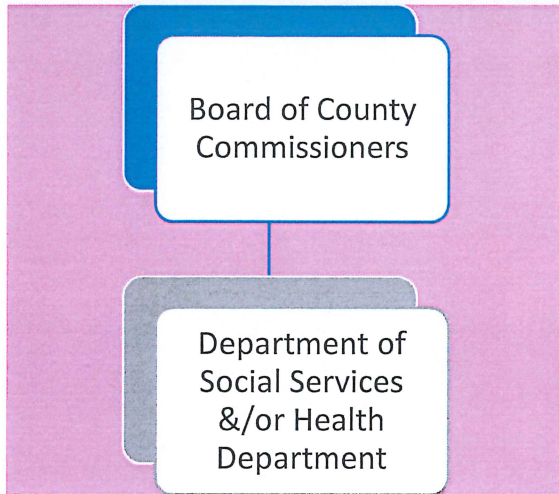 Board of County
Commissioners
Department of
Social Services
&/or Health
Department